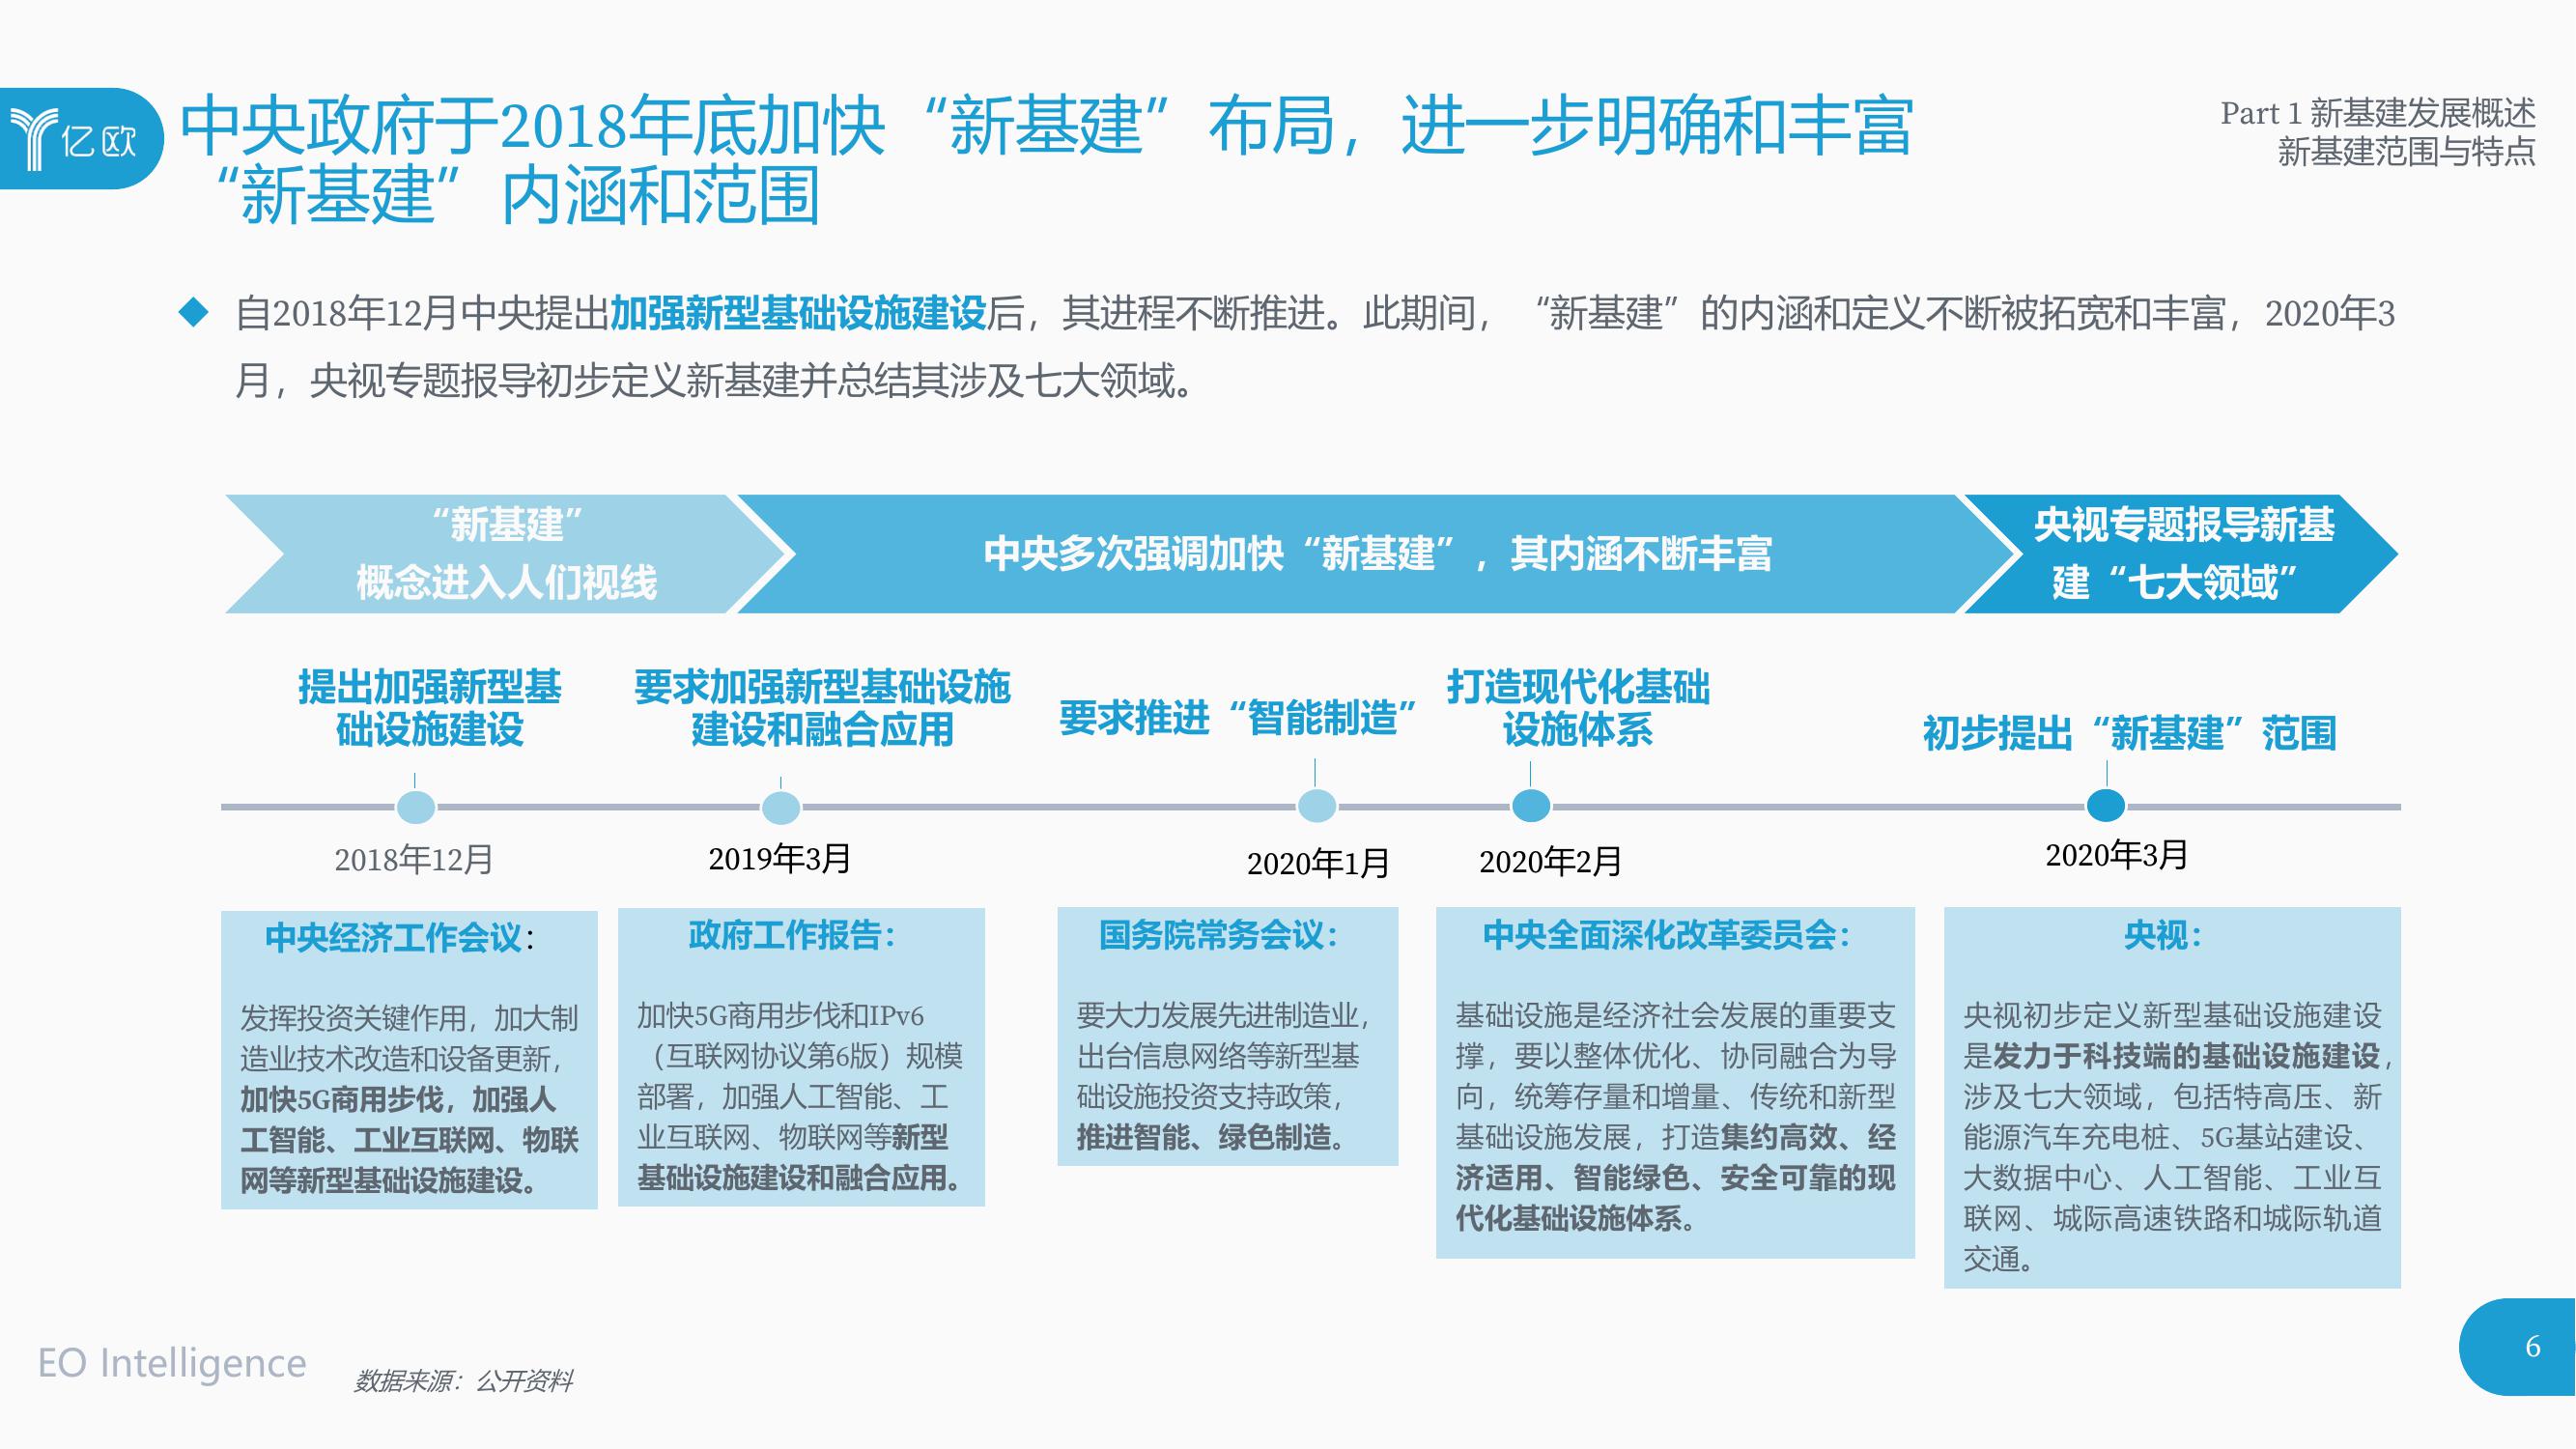 亿欧
中央政府于2018年底加快“新基建”布局，进一步明确和丰富
“新基建”内涵和范围
Part 1 新基建发展概述
新基建范围与特点
自2018年12月中央提出加强新型基础设施建设后，其进程不断推进。此期间，“新基建”的内涵和定义不断被拓宽和丰富，2020年3
月，央视专题报导初步定义新基建并总结其涉及七大领域。
“新基建”
概念进入人们视线
中央多次强调加快“新基建”，其内涵不断丰富
央视专题报导新基
建“七大领域”
提出加强新型基
础设施建设
要求加强新型基础设施
建设和融合应用
要求推进“智能制造”
打造现代化基础
设施体系
初步提出“新基建”范围
2018年12月
2019年3月
2020年1月
2020年2月
2020年3月
中央经济工作会议：
发挥投资关键作用，加大制
造业技术改造和设备更新，
加快5G商用步伐，加强人
工智能、工业互联网、物联
网等新型基础设施建设。
政府工作报告：
加快5G商用步伐和IPv6
（互联网协议第6版）规模
部署，加强人工智能、工
业互联网、物联网等新型
基础设施建设和融合应用。
国务院常务会议：
要大力发展先进制造业，
出台信息网络等新型基
础设施投资支持政策，
推进智能、绿色制造。
中央全面深化改革委员会：
基础设施是经济社会发展的重要支
撑，要以整体优化、协同融合为导
向，统筹存量和增量、传统和新型
基础设施发展，打造集约高效、经
济适用、智能绿色、安全可靠的现
代化基础设施体系。
央视：
央视初步定义新型基础设施建设
是发力于科技端的基础设施建设，
涉及七大领域，包括特高压、新
能源汽车充电桩、5G基站建设、
大数据中心、人工智能、工业互
联网、城际高速铁路和城际轨道
交通。
EO Intelligence
数据来源：公开资料
6